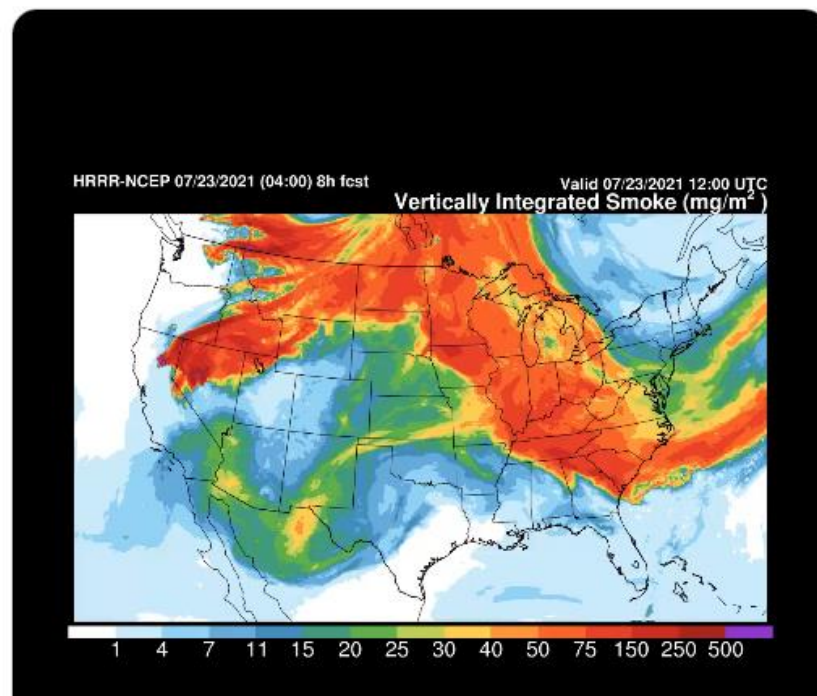 HRRR-NCEP 07/23/2021 (04:00) 8h fcst
Valid 07/23/2021 12:00 UTC
Vertically Integrated Smoke (mg/m² )
1 4 7 11 15 20 25 30 40 50 75 150 250 500